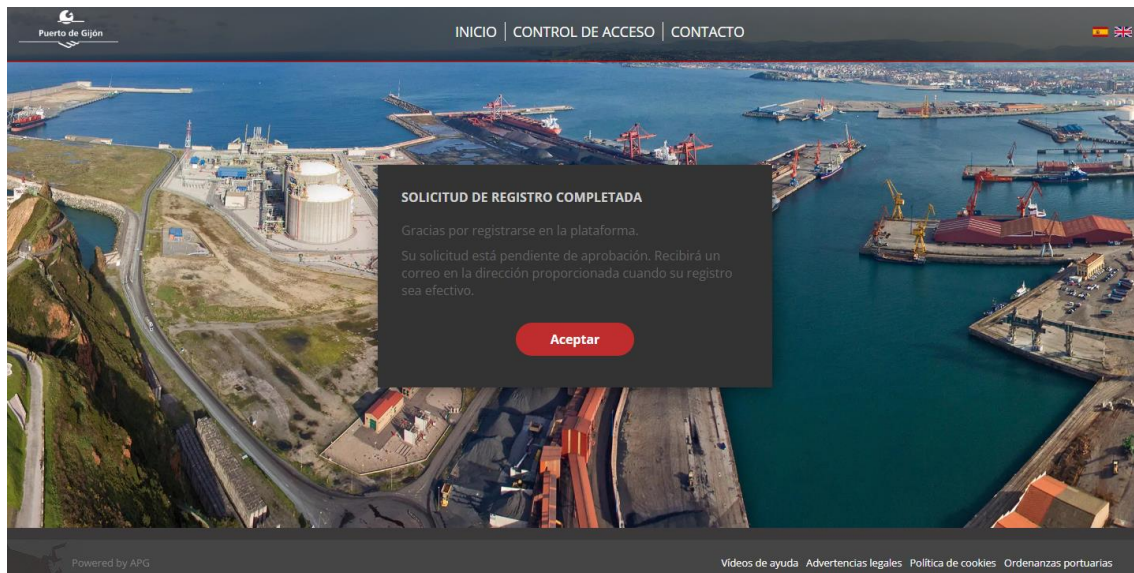 Puerto de Gijón
INICIO | CONTROL DE ACCESO | CONTACTO
SOLICITUD DE REGISTRO COMPLETADA
Gracias por registrarse en la plataforma.
Su solicitud está pendiente de aprobación. Recibirá un
correo en la dirección proporcionada cuando su registro
sea efectivo.
Aceptar
Powered by APG
Vídeos de ayuda Advertencias legales Política de cookies Ordenanzas portuarias